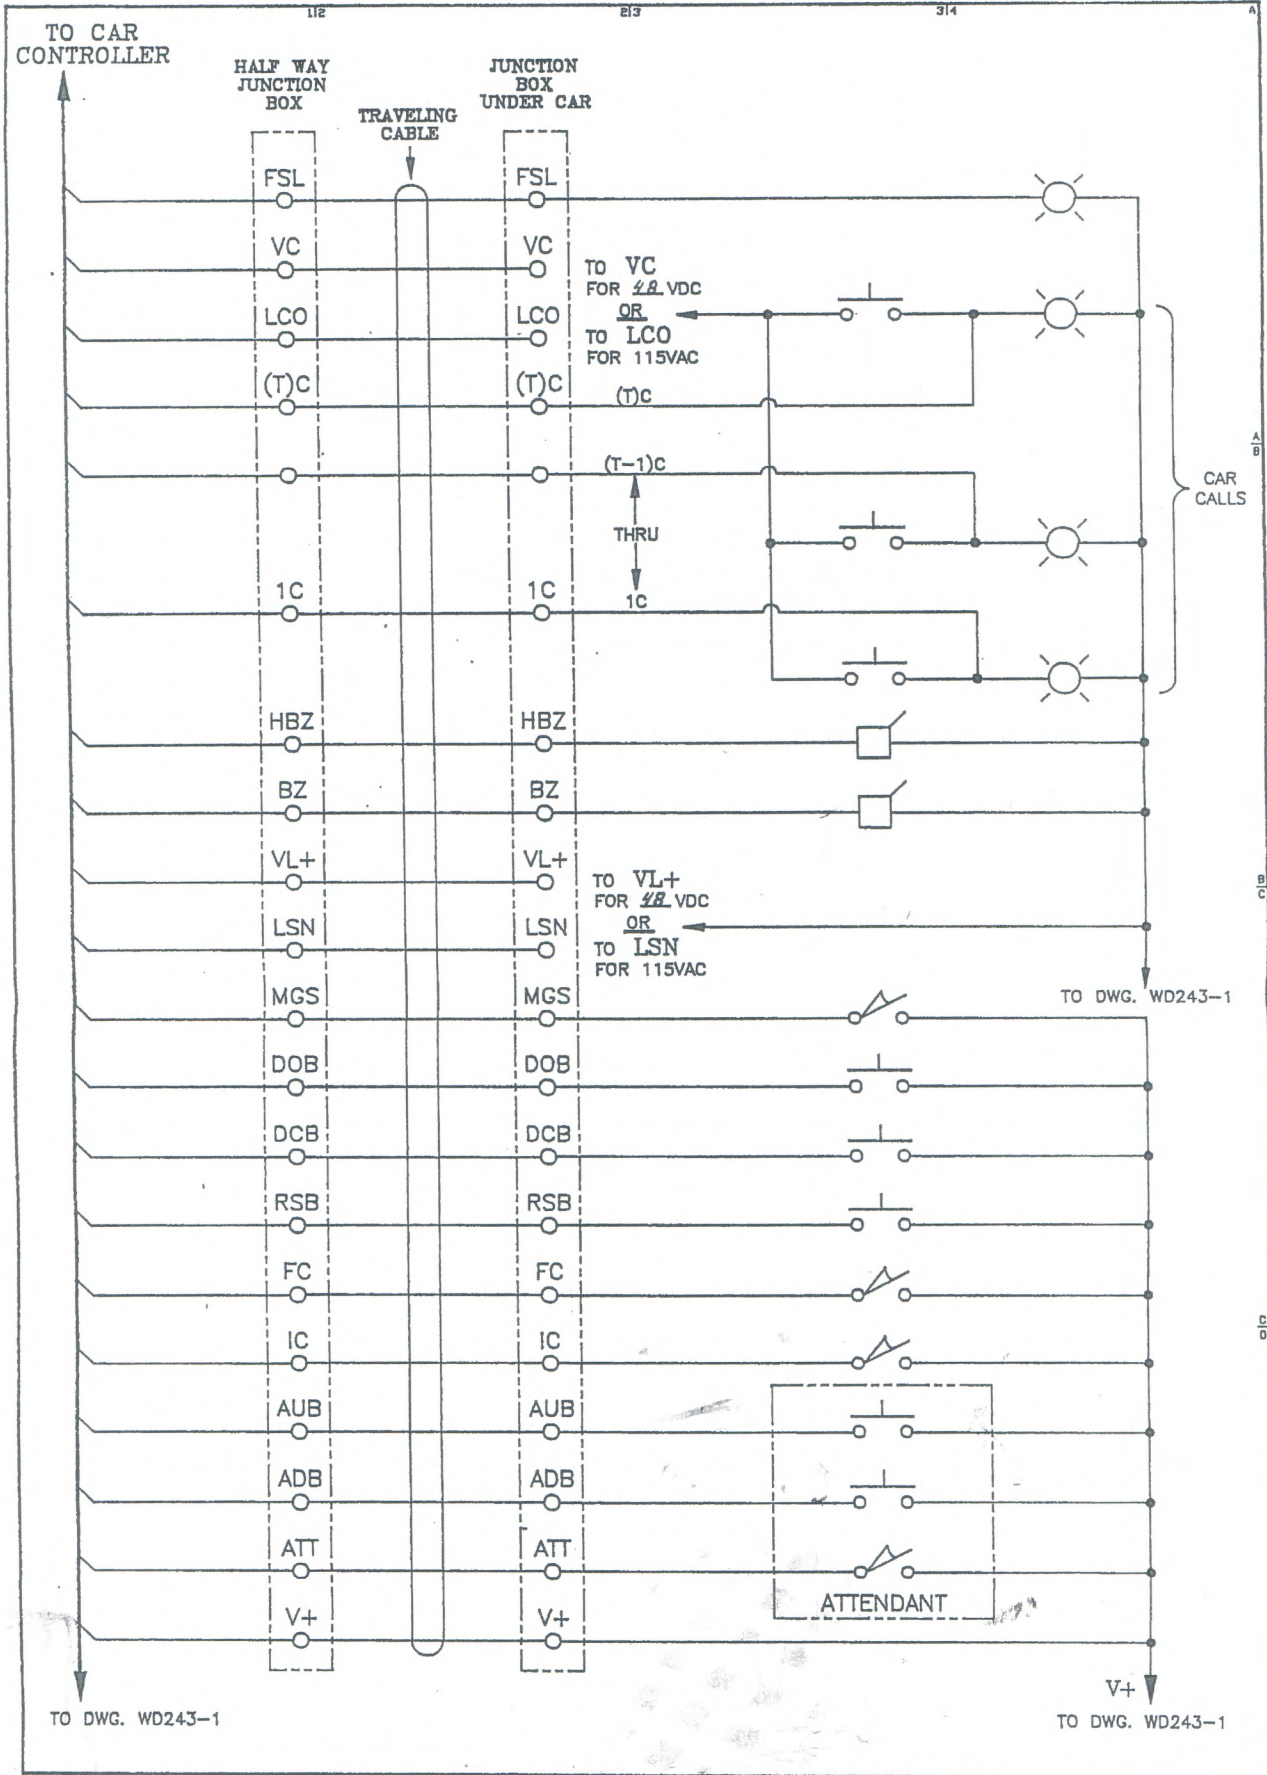 1|2 2|3 3|4 A
TO CAR
CONTROLLER
HALF WAY
JUNCTION
BOX
JUNCTION
BOX
UNDER CAR
TRAVELING
CABLE
FSL FSL
VC VC
TO VC
FOR 48 VDC
OR
TO LCO
FOR 115VAC
LCO LCO
(T)C (T)C (T)C
(T-1)C
THRU
1C 1C 1C
A
B
CAR
CALLS
HBZ HBZ
BZ BZ
VL+ VL+
TO VL+
FOR 48 VDC
OR
TO LSN
FOR 115VAC
B
C
LSN LSN
MGS MGS
TO DWG. WD243-1
DOB DOB
DCB DCB
RSB RSB
FC FC
C
D
IC IC
AUB AUB
ADB ADB
ATT ATT
ATTENDANT
V+ V+
V+
TO DWG. WD243-1
TO DWG. WD243-1